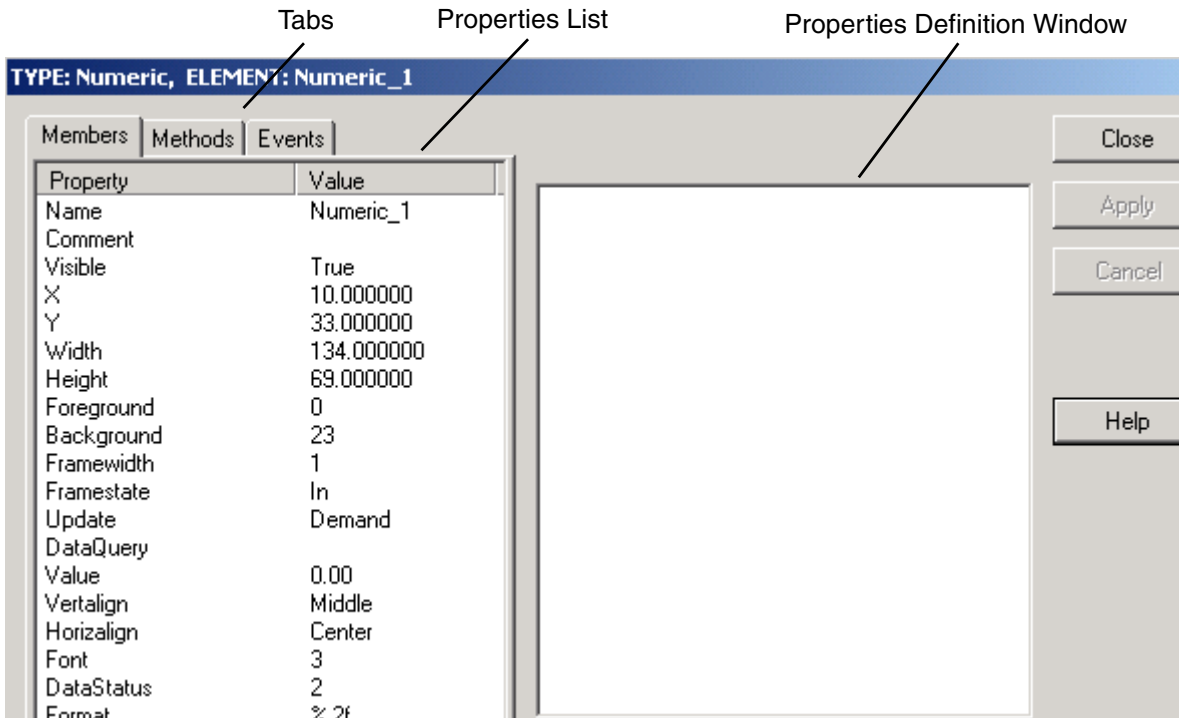 Tabs
Properties List
Properties Definition Window
TYPE: Numeric, ELEMENT: Numeric_1
Members Methods Events
Close
Property Value
Apply
Name Numeric_1
Comment
Visible True
Cancel
X 10.000000
Y 33.000000
Width 134.000000
Height 69.000000
Foreground 0
Help
Background 23
Framewidth 1
Framestate In
Update Demand
DataQuery
Value 0.00
Vertalign Middle
Horizalign Center
Font 3
DataStatus 2
Format %.2f